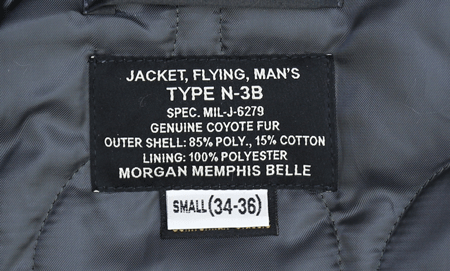 JACKET, FLYING, MAN'S
TYPE N-3B
SPEC. MIL-J-6279
GENUINE COYOTE FUR
OUTER SHELL: 85% POLY., 15% COTTON
LINING: 100% POLYESTER
MORGAN MEMPHIS BELLE
SMALL (34-36)